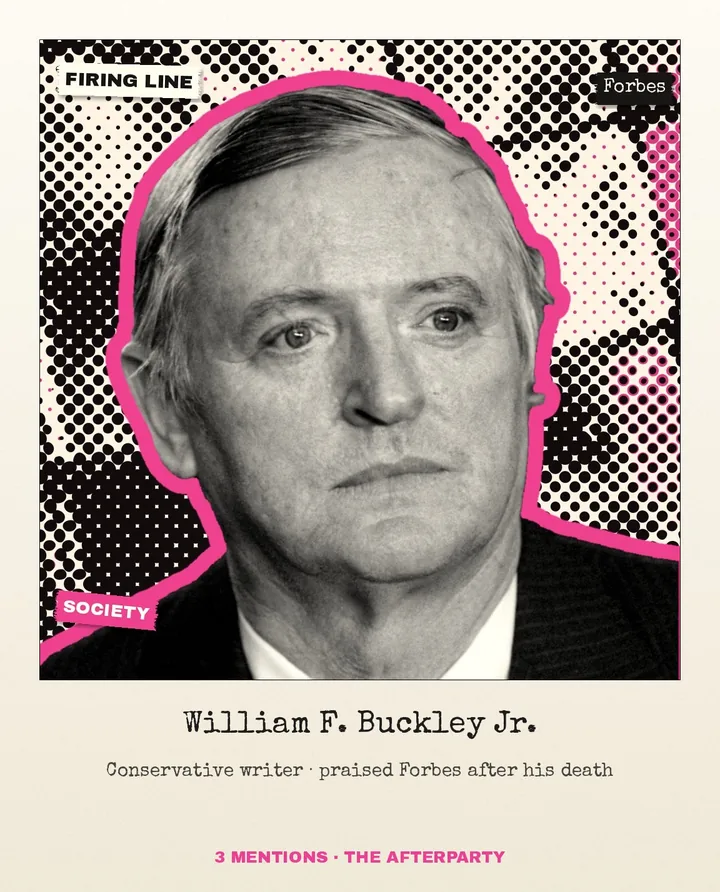 FIRING LINE
Forbes
SOCIETY
William F. Buckley Jr.
Conservative writer · praised Forbes after his death
3 MENTIONS · THE AFTERPARTY